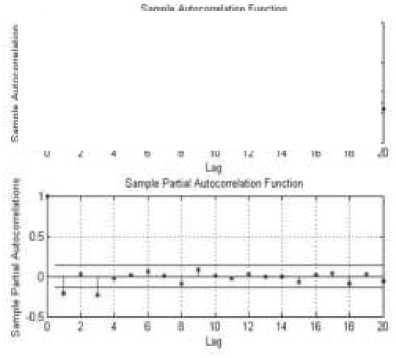 Sample Autocorrelation Function
Sample Autocorrelation
0 2 4 6 8 10 12 14 16 18 20
Lag
Sample Partial Autocorrelation Function
Sample Partial Autocorrelations
1
0.5
0
-0.5
0 2 4 6 8 10 12 14 16 18 20
Lag